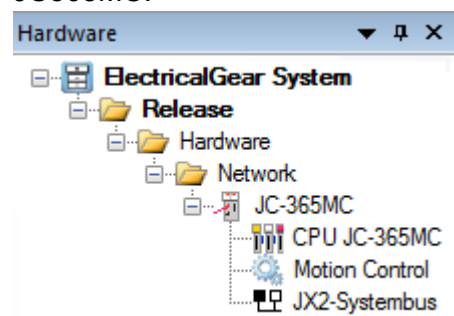 Hardware
ElectricalGear System
Release
Hardware
Network
JC-365MC
CPU JC-365MC
Motion Control
JX2-Systembus